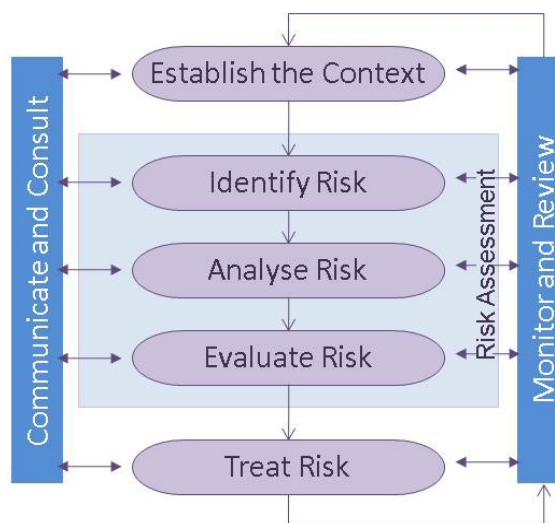 Establish the Context
Communicate and Consult
Identify Risk
Analyse Risk
Evaluate Risk
Risk Assessment
Monitor and Review
Treat Risk